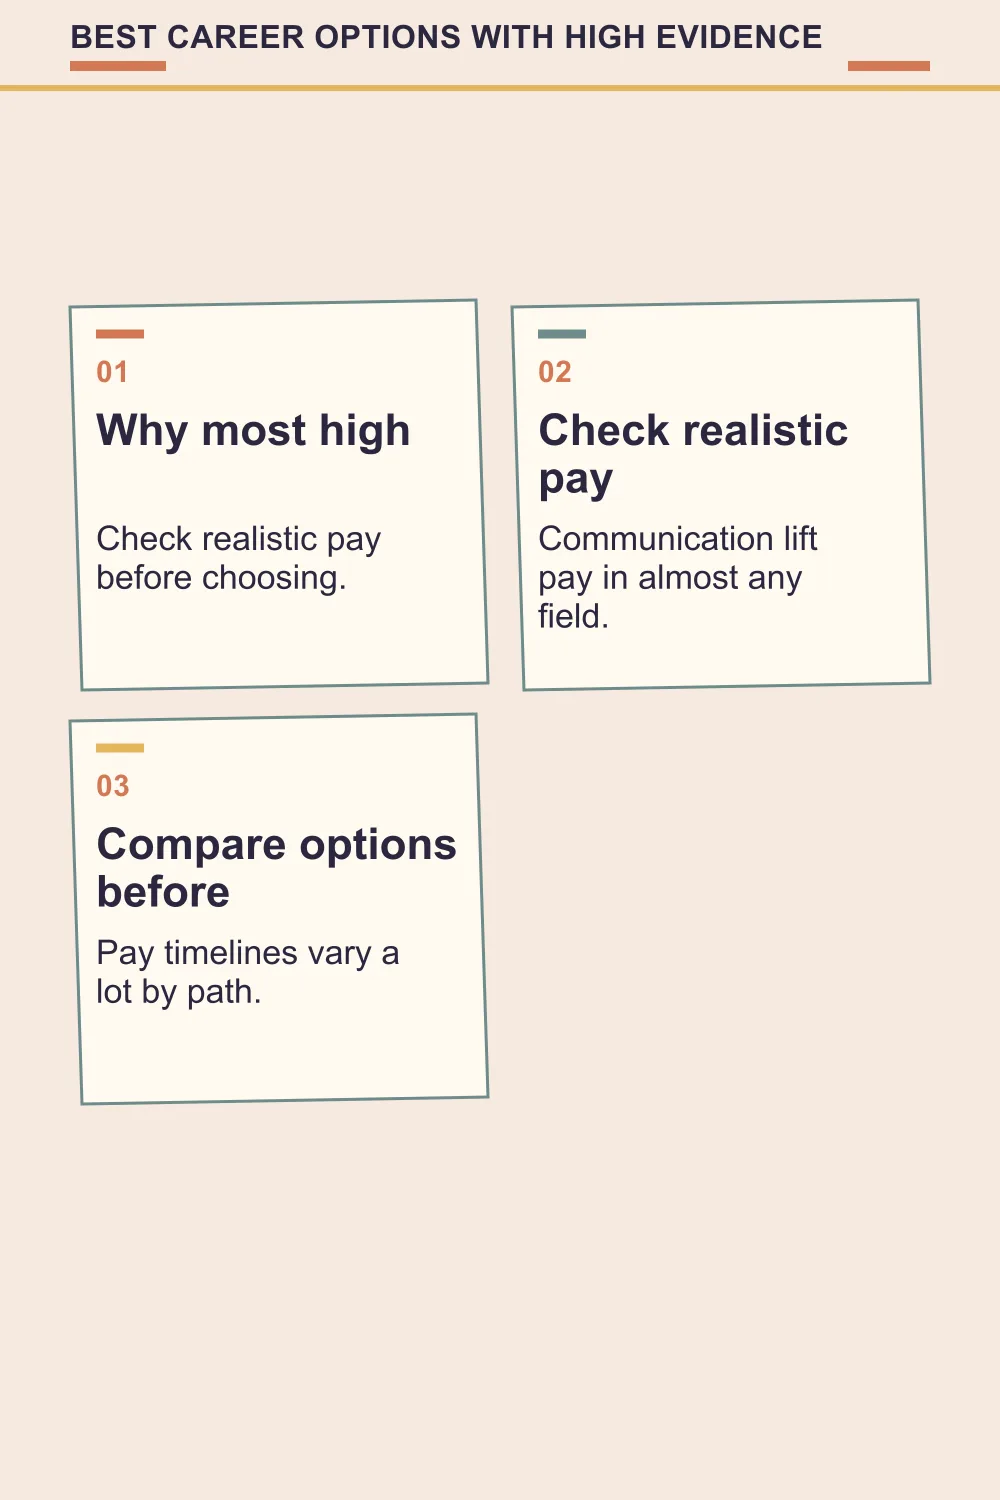 BEST CAREER OPTIONS WITH HIGH EVIDENCE
01
Why most high
Check realistic pay
before choosing.
02
Check realistic
pay
Communication lift
pay in almost any
field.
03
Compare options
before
Pay timelines vary a
lot by path.